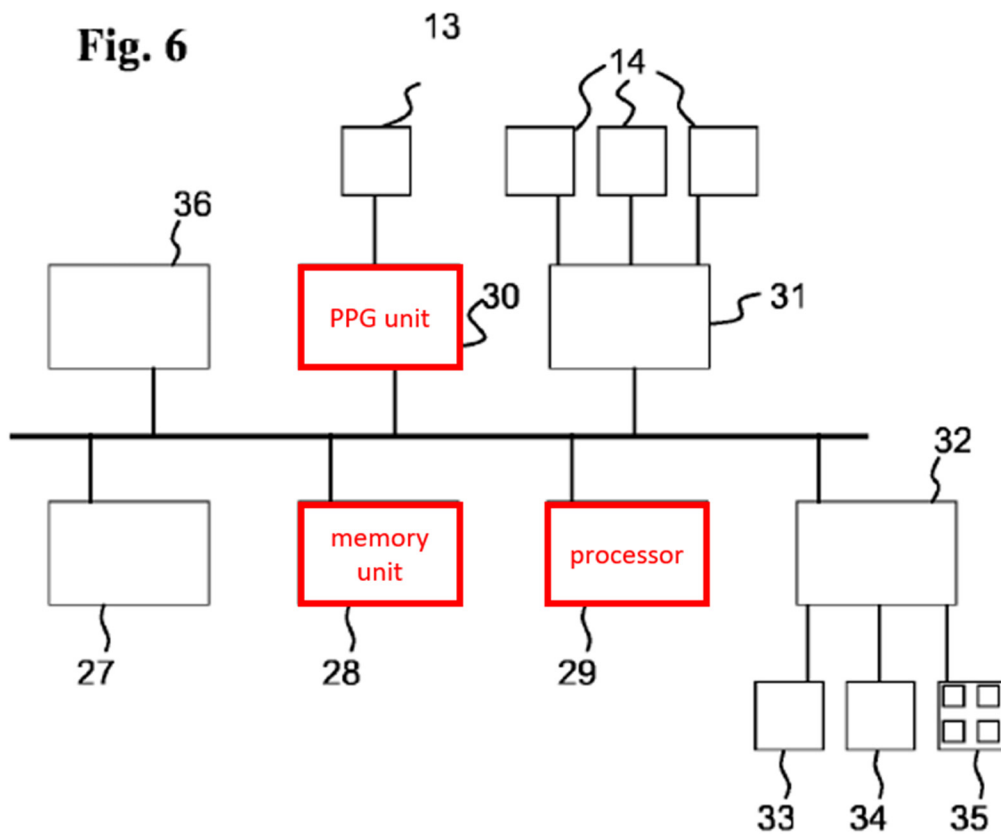 Fig. 6
13
14
36
30
31
PPG unit
32
memory
unit
processor
27
28
29
33
34
35